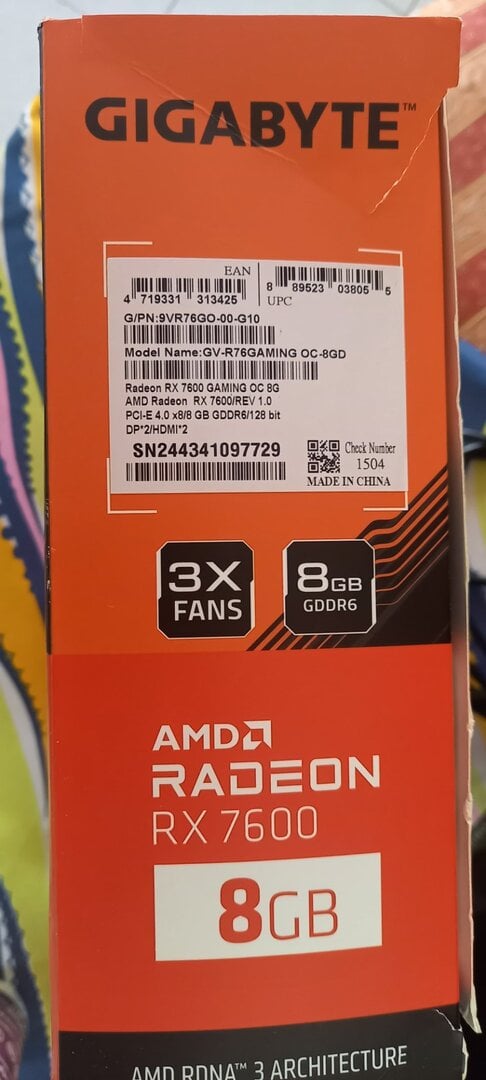 GIGABYTE™
EAN
4 719331 313425
8 89523 03805 5
UPC
G/PN:9VR76GO-00-G10
Model Name:GV-R76GAMING OC-8GD
Radeon RX 7600 GAMING OC 8G
AMD Radeon RX 7600/REV 1.0
PCI-E 4.0 x8/8 GB GDDR6/128 bit
DP*2/HDMI*2
SN244341097729
Check Number
1504
MADE IN CHINA
3X
FANS
8GB
GDDR6
AMD
RADEON
RX 7600
8GB
AMD RDNA™ 3 ARCHITECTURE